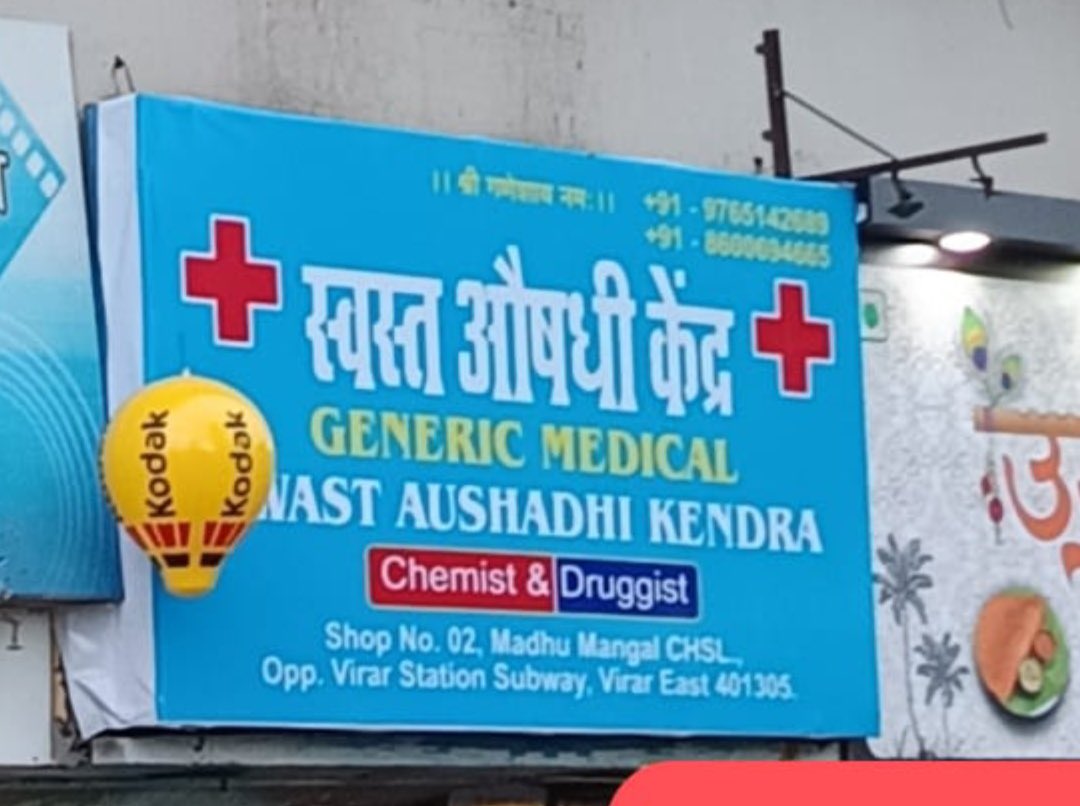 ।। श्री गणेशाय नमः ।।
+91 - 9765142689
+91 - 8600694665
स्वस्त औषधी केंद्र
GENERIC MEDICAL
WAST AUSHADHI KENDRA
Chemist & Druggist
Shop No. 02, Madhu Mangal CHSL.,
Opp. Virar Station Subway, Virar East 401305.
Kodak
Kodak